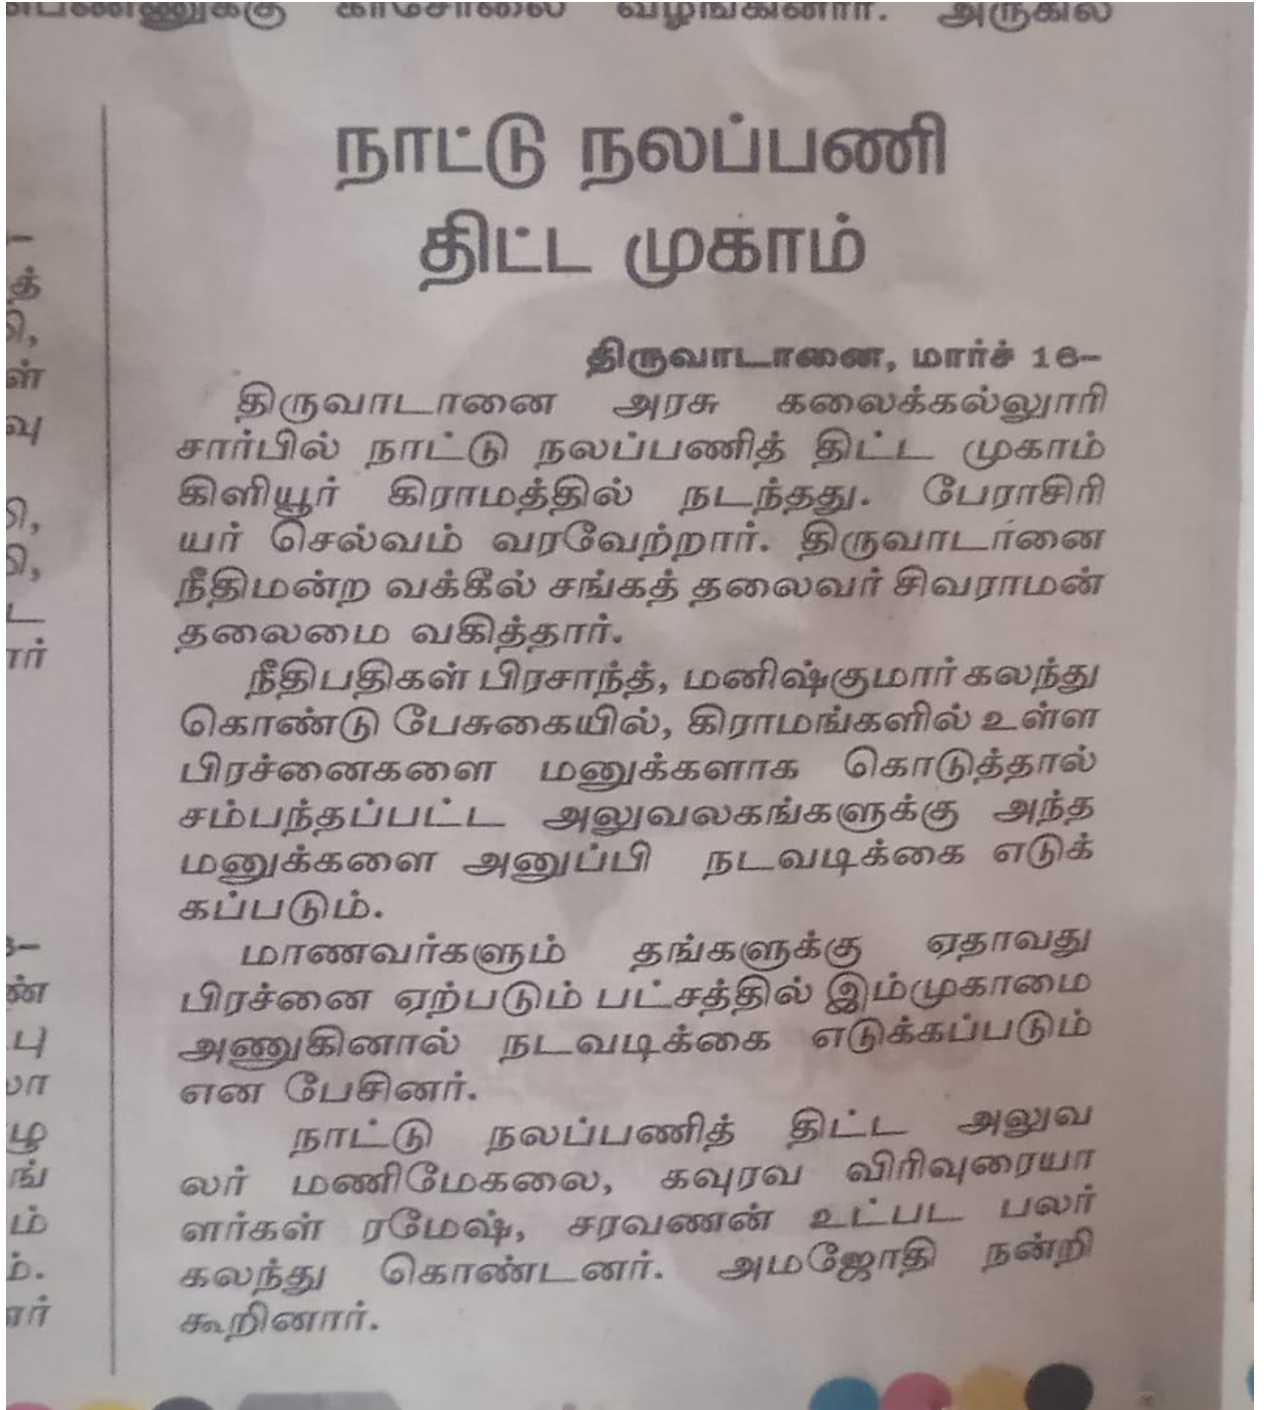 காசோலை வழங்கினார். அருகில்
நாட்டு நலப்பணி
திட்ட முகாம்
திருவாடானை, மார்ச் 16–
திருவாடானை அரசு கலைக்கல்லூரி
சார்பில் நாட்டு நலப்பணித் திட்ட முகாம்
கிளியூர் கிராமத்தில் நடந்தது. பேராசிரி
யர் செல்வம் வரவேற்றார். திருவாடானை
நீதிமன்ற வக்கீல் சங்கத் தலைவர் சிவராமன்
தலைமை வகித்தார்.
நீதிபதிகள் பிரசாந்த், மனிஷ்குமார் கலந்து
கொண்டு பேசுகையில், கிராமங்களில் உள்ள
பிரச்னைகளை மனுக்களாக கொடுத்தால்
சம்பந்தப்பட்ட அலுவலகங்களுக்கு அந்த
மனுக்களை அனுப்பி நடவடிக்கை எடுக்
கப்படும்.
மாணவர்களும் தங்களுக்கு ஏதாவது
பிரச்னை ஏற்படும் பட்சத்தில் இம்முகாமை
அணுகினால் நடவடிக்கை எடுக்கப்படும்
என பேசினர்.
நாட்டு நலப்பணித் திட்ட அலுவ
லர் மணிமேகலை, கவுரவ விரிவுரையா
ளர்கள் ரமேஷ், சரவணன் உட்பட பலர்
கலந்து கொண்டனர். அமஜோதி நன்றி
கூறினார்.